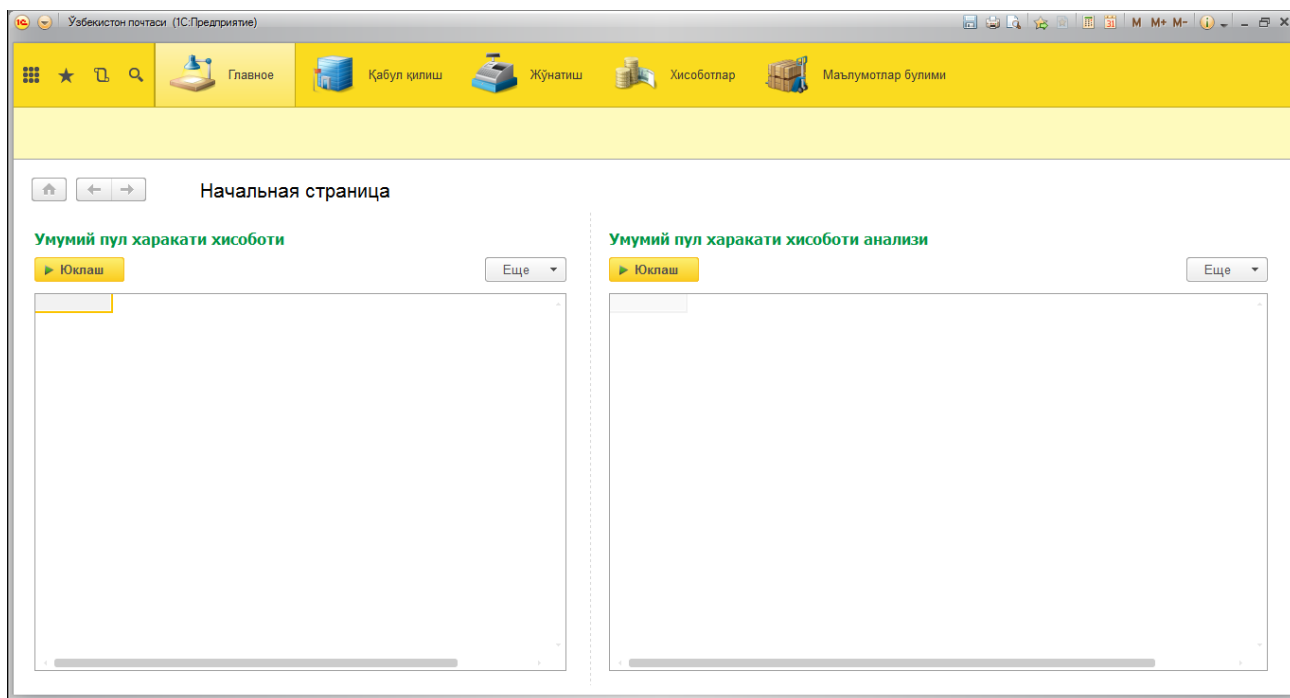 Ўзбекистон почтаси (1С:Предприятие)
M M+ M-
Главное
Қабул қилиш
Жўнатиш
Хисоботлар
Маълумотлар булими
Начальная страница
Умумий пул харакати хисоботи
Юклаш
Еще
Умумий пул харакати хисоботи анализи
Юклаш
Еще